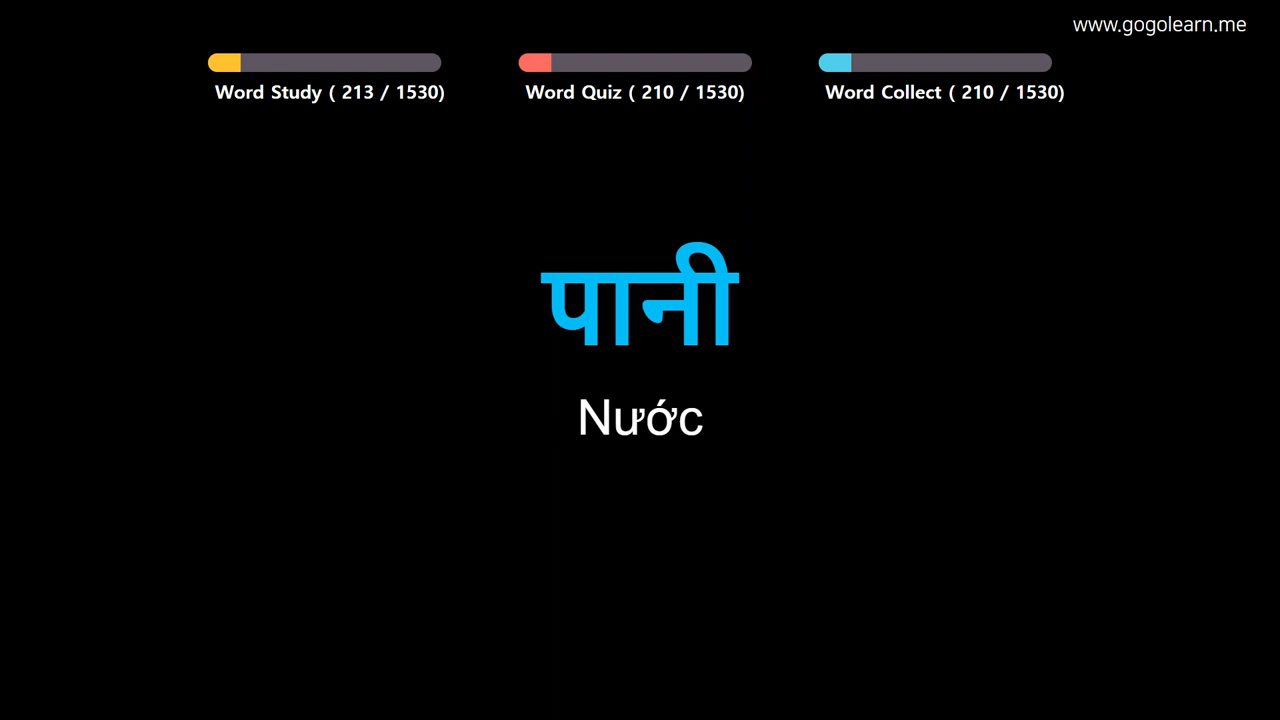 www.gogolearn.me
Word Study ( 213 / 1530)
Word Quiz ( 210 / 1530)
Word Collect ( 210 / 1530)
पानी
Nước